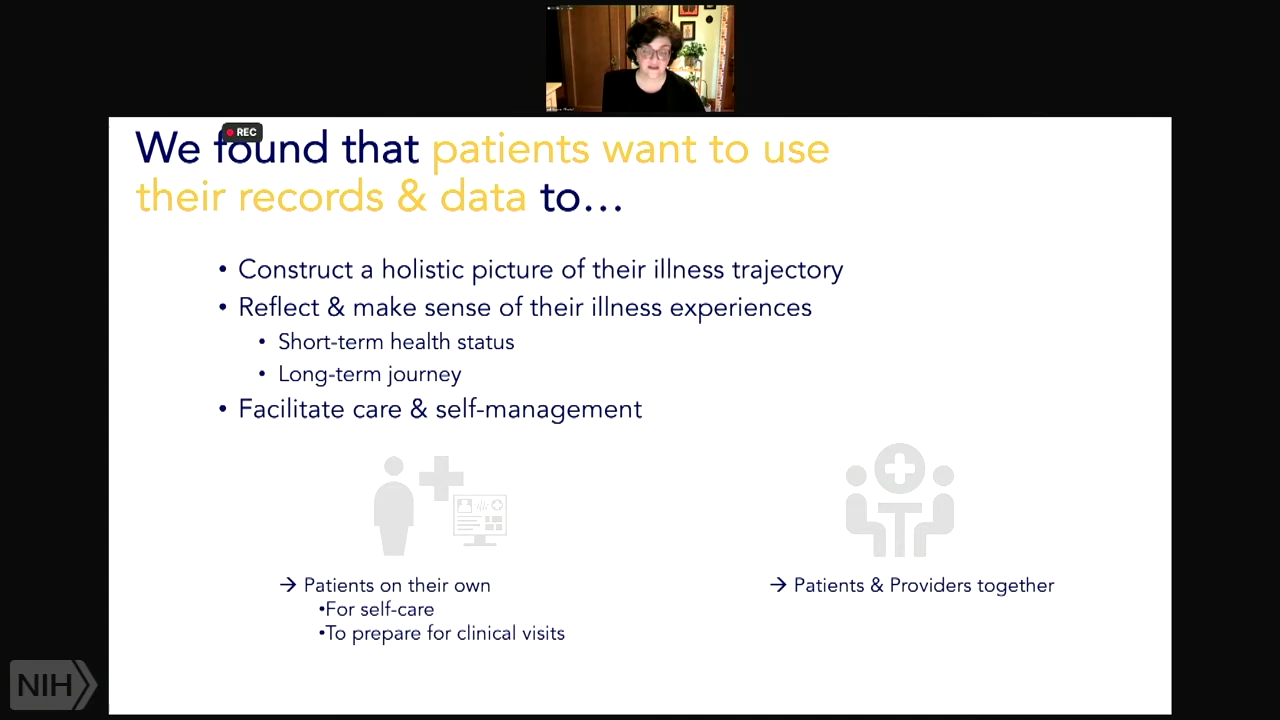 REC
We found that patients want to use
their records & data to…
• Construct a holistic picture of their illness trajectory
• Reflect & make sense of their illness experiences
• Short-term health status
• Long-term journey
• Facilitate care & self-management
→ Patients on their own
•For self-care
•To prepare for clinical visits
→ Patients & Providers together
NIH